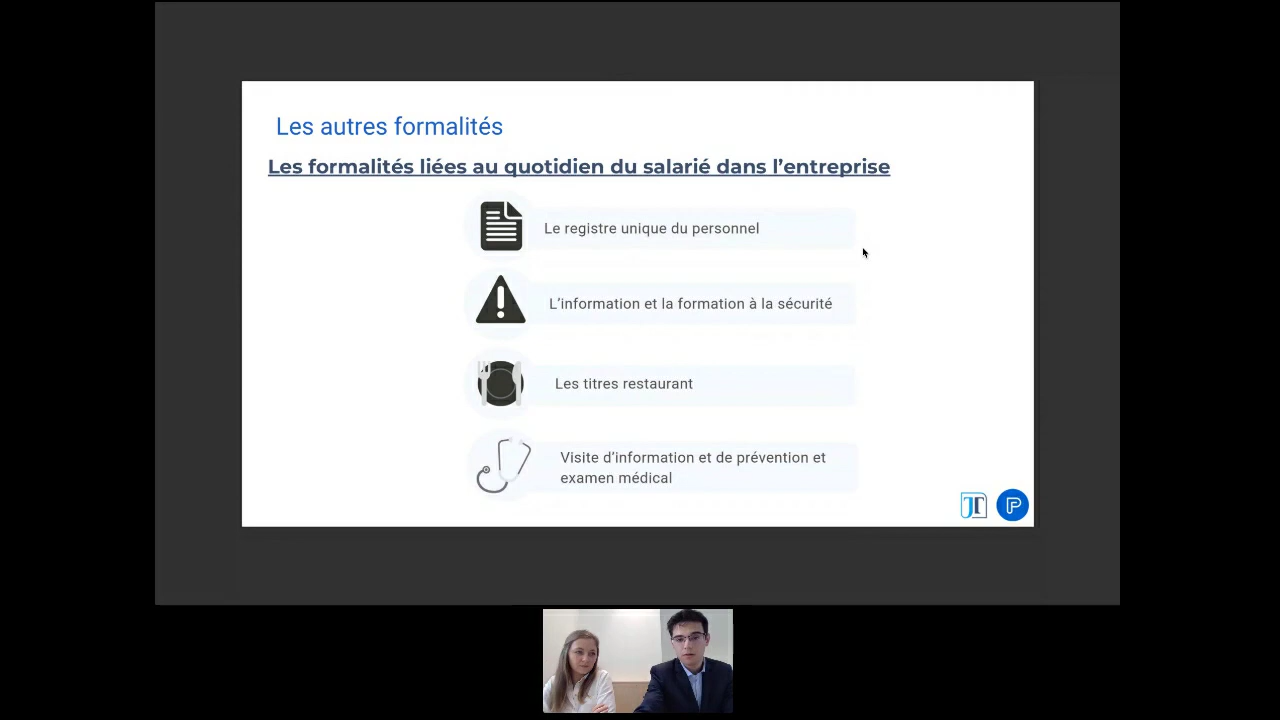 Les autres formalités
Les formalités liées au quotidien du salarié dans l’entreprise
Le registre unique du personnel
L’information et la formation à la sécurité
Les titres restaurant
Visite d’information et de prévention et
examen médical
JT P